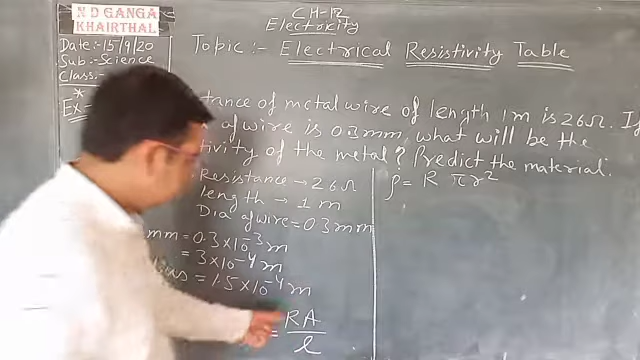 N D GANGA
KHAIRTHAL
CH-12
Electricity
Date:-15/9/20
Sub:- Science
Class:-
Topic:- Electrical Resistivity Table
*
Ex
tance of metal wire of length 1m is 26Ω. If
of wire is 0.3mm, what will be the
tivity of the metal? Predict the material.
Resistance → 26Ω
length → 1 m
Dia of wire = 0.3 mm
mm = 0.3×10⁻³m
= 3×10⁻⁴m
= 1.5×10⁻⁴m
= RA/l
ρ = R πr²